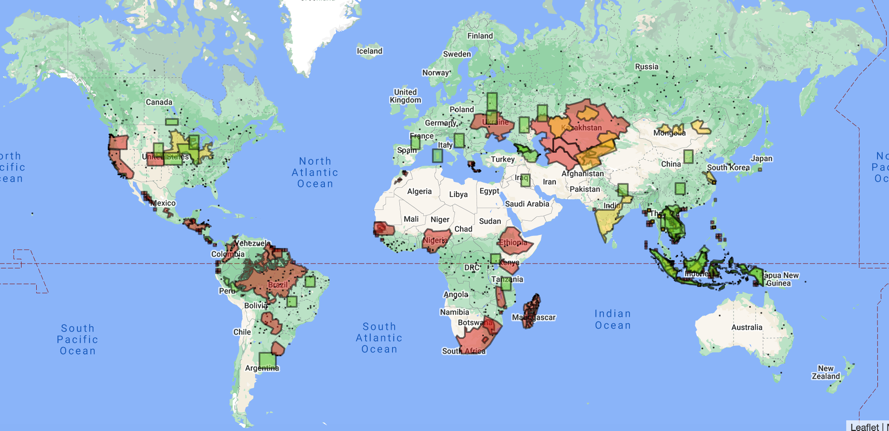 Iceland
Finland
Sweden
Norway
Russia
Canada
United
Kingdom
Poland
Germany
Ukraine
France
Mongolia
Italy
Spain
Turkey
North
Atlantic
Ocean
China
South Korea
Japan
Afghanistan
Iraq
Iran
Pakistan
Mexico
Algeria
Libya
Egypt
Saudi Arabia
India
Mali
Niger
Sudan
Chad
Nigeria
Ethiopia
Venezuela
Colombia
DRC
Kenya
Tanzania
Papua New
Guinea
Peru
Brazil
Bolivia
Angola
Namibia
Madagascar
Indian
Ocean
South
Pacific
Ocean
Chile
South
Atlantic
Ocean
South Africa
Australia
Argentina
New
Zealand
Leaflet